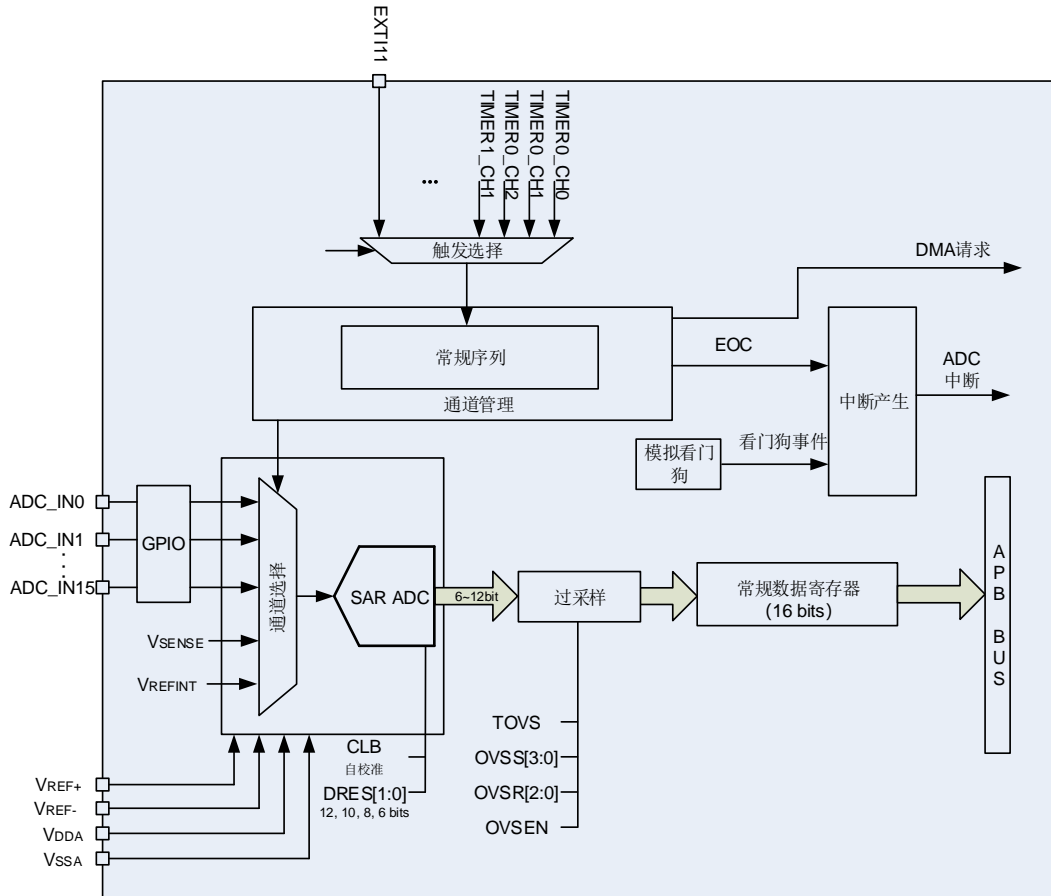 EXTI11
TIMER1_CH1
TIMER0_CH2
TIMER0_CH1
TIMER0_CH0
...
触发选择
DMA请求
常规序列
通道管理
EOC
ADC
中断
中断产生
模拟看门
狗
看门狗事件
ADC_IN0
ADC_IN1
ADC_IN15
GPIO
通道选择
SAR ADC
6~12bit
过采样
常规数据寄存器
(16 bits)
APB BUS
VSENSE
VREFINT
CLB
自校准
DRES[1:0]
12, 10, 8, 6 bits
TOVS
OVSS[3:0]
OVSR[2:0]
OVSEN
VREF+
VREF-
VDDA
VSSA